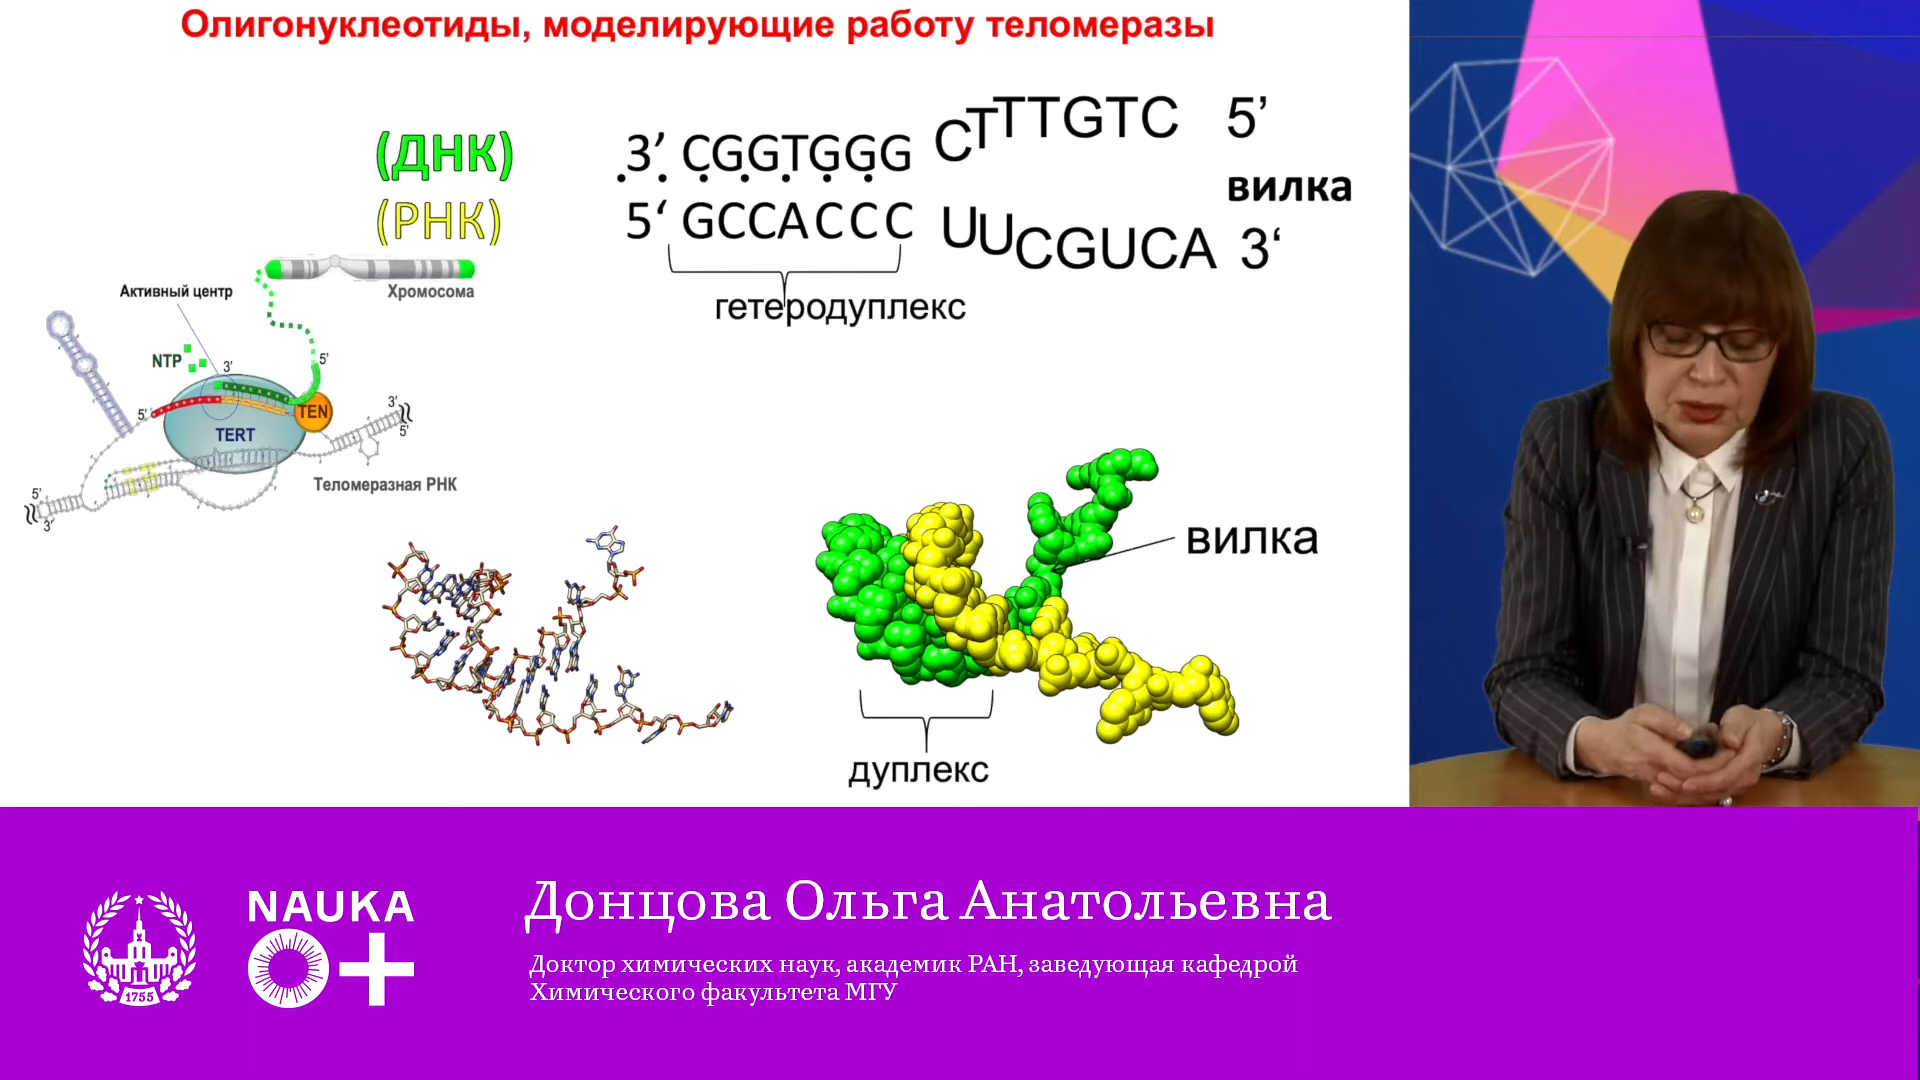 Олигонуклеотиды, моделирующие работу теломеразы
(ДНК)
3’ CGGTGGG CTTTGTC 5’
вилка
(РНК)
5‘ GCCACCC UUCGUCA 3‘
гетеродуплекс
Активный центр
Хромосома
NTP
3'
5'
5'
TEN
3'
5'
TERT
Теломеразная РНК
5'
3'
вилка
дуплекс
1755
NAUKA
0+
Донцова Ольга Анатольевна
Доктор химических наук, академик РАН, заведующая кафедрой
Химического факультета МГУ